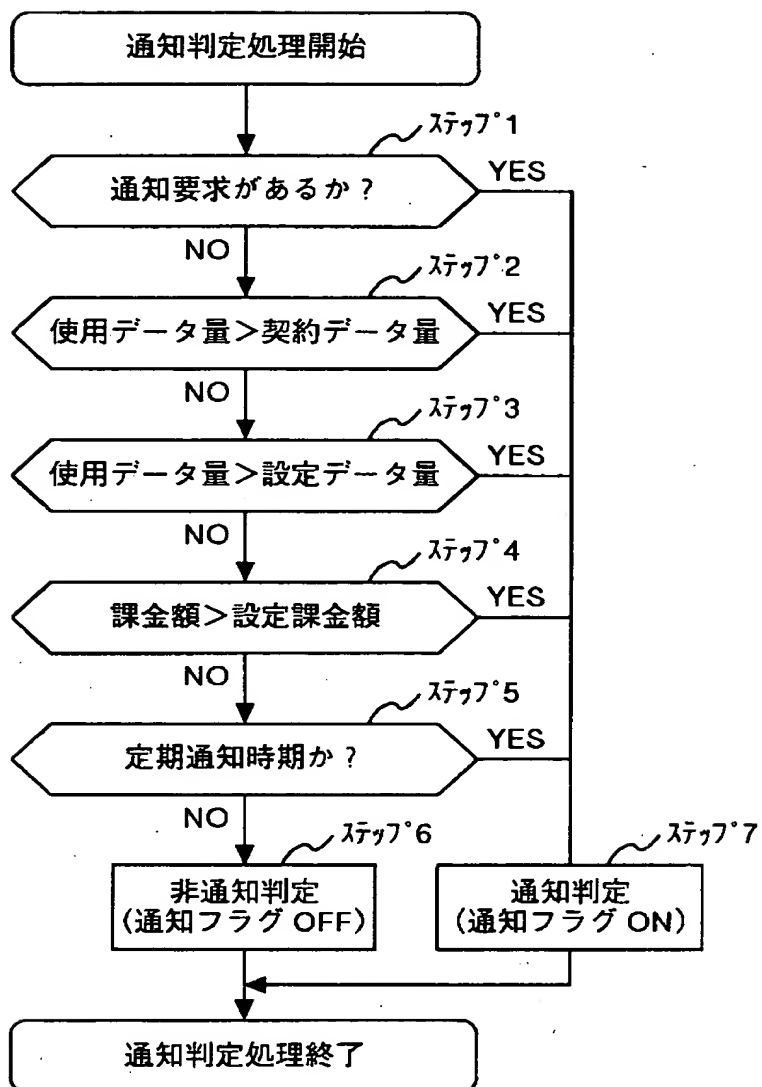 通知判定処理開始
ｽﾃｯﾌﾟ1
通知要求があるか？
YES
NO
ｽﾃｯﾌﾟ2
使用データ量＞契約データ量
YES
NO
ｽﾃｯﾌﾟ3
使用データ量＞設定データ量
YES
NO
ｽﾃｯﾌﾟ4
課金額＞設定課金額
YES
NO
ｽﾃｯﾌﾟ5
定期通知時期か？
YES
NO
ｽﾃｯﾌﾟ6
非通知判定
（通知フラグ OFF）
ｽﾃｯﾌﾟ7
通知判定
（通知フラグ ON）
通知判定処理終了